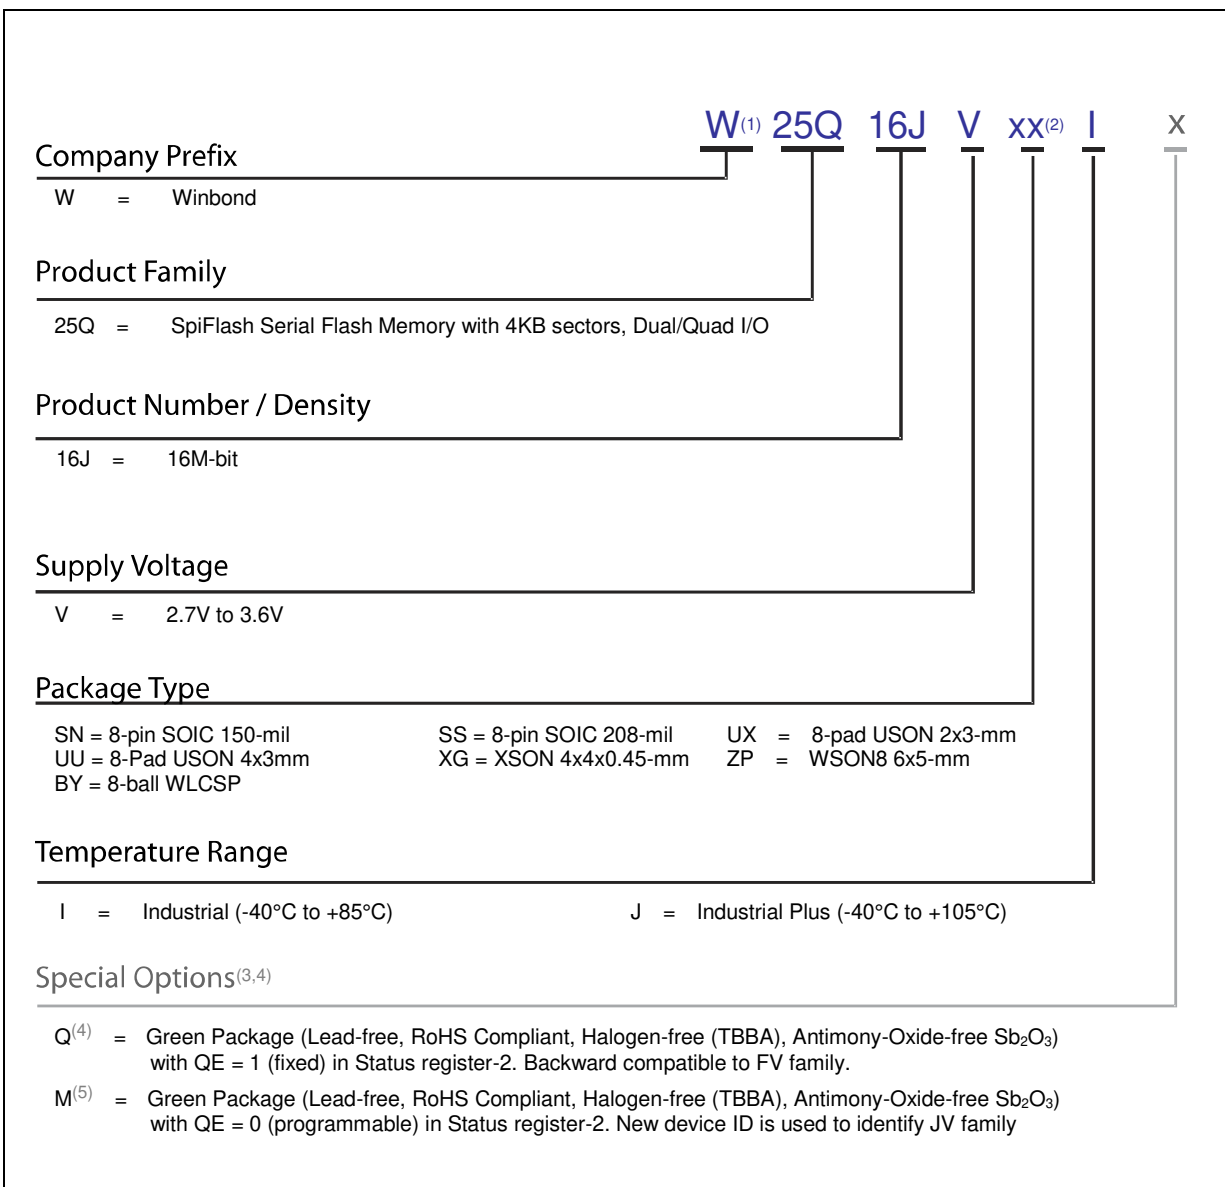 W(1) 25Q 16J V xx(2) I x
Company Prefix
W = Winbond
Product Family
25Q = SpiFlash Serial Flash Memory with 4KB sectors, Dual/Quad I/O
Product Number / Density
16J = 16M-bit
Supply Voltage
V = 2.7V to 3.6V
Package Type
SN = 8-pin SOIC 150-mil SS = 8-pin SOIC 208-mil UX = 8-pad USON 2x3-mm
UU = 8-Pad USON 4x3mm XG = XSON 4x4x0.45-mm ZP = WSON8 6x5-mm
BY = 8-ball WLCSP
Temperature Range
I = Industrial (-40°C to +85°C) J = Industrial Plus (-40°C to +105°C)
Special Options(3,4)
Q(4) = Green Package (Lead-free, RoHS Compliant, Halogen-free (TBBA), Antimony-Oxide-free Sb₂O₃)
with QE = 1 (fixed) in Status register-2. Backward compatible to FV family.
M(5) = Green Package (Lead-free, RoHS Compliant, Halogen-free (TBBA), Antimony-Oxide-free Sb₂O₃)
with QE = 0 (programmable) in Status register-2. New device ID is used to identify JV family